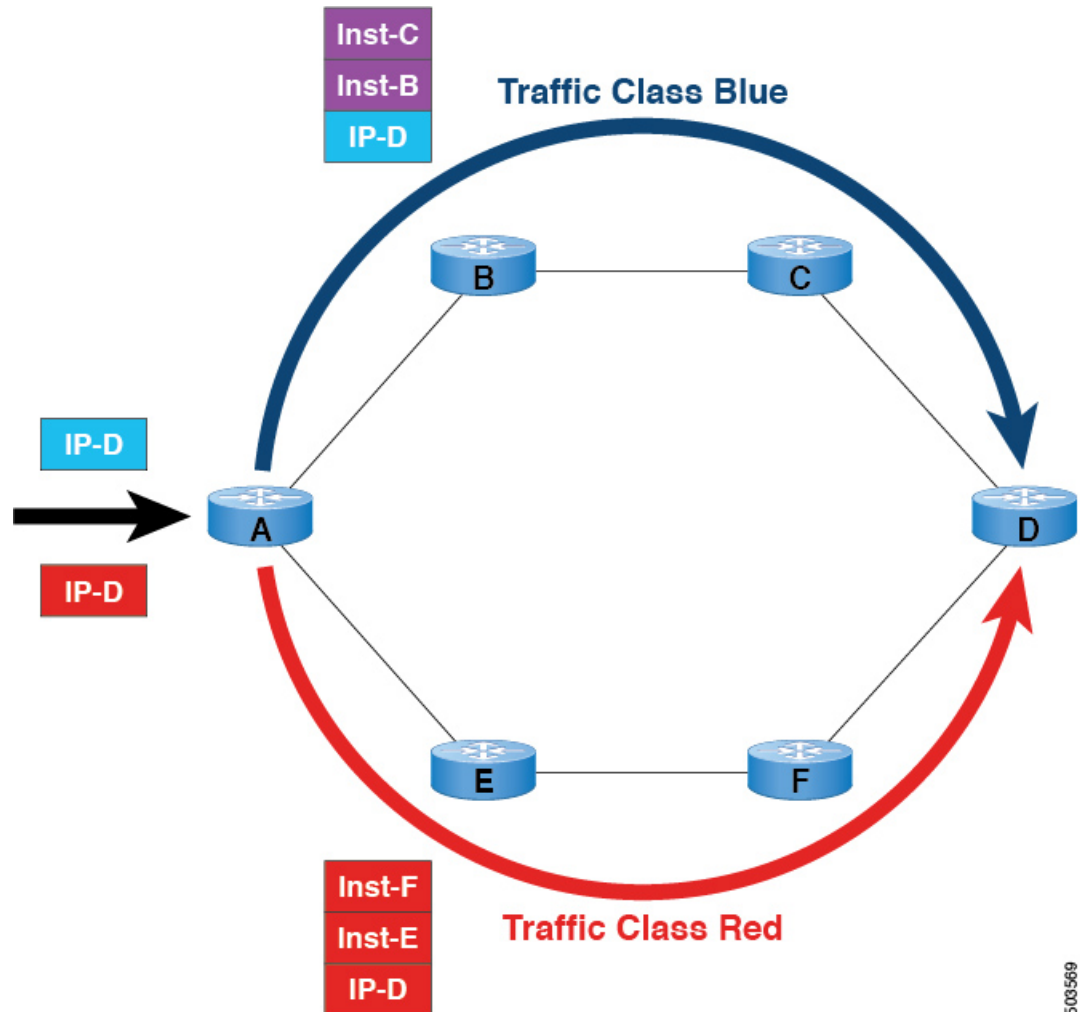 Inst-C
Inst-B
IP-D
Traffic Class Blue
B
C
IP-D
A
D
IP-D
E
F
Inst-F
Inst-E
IP-D
Traffic Class Red
503569